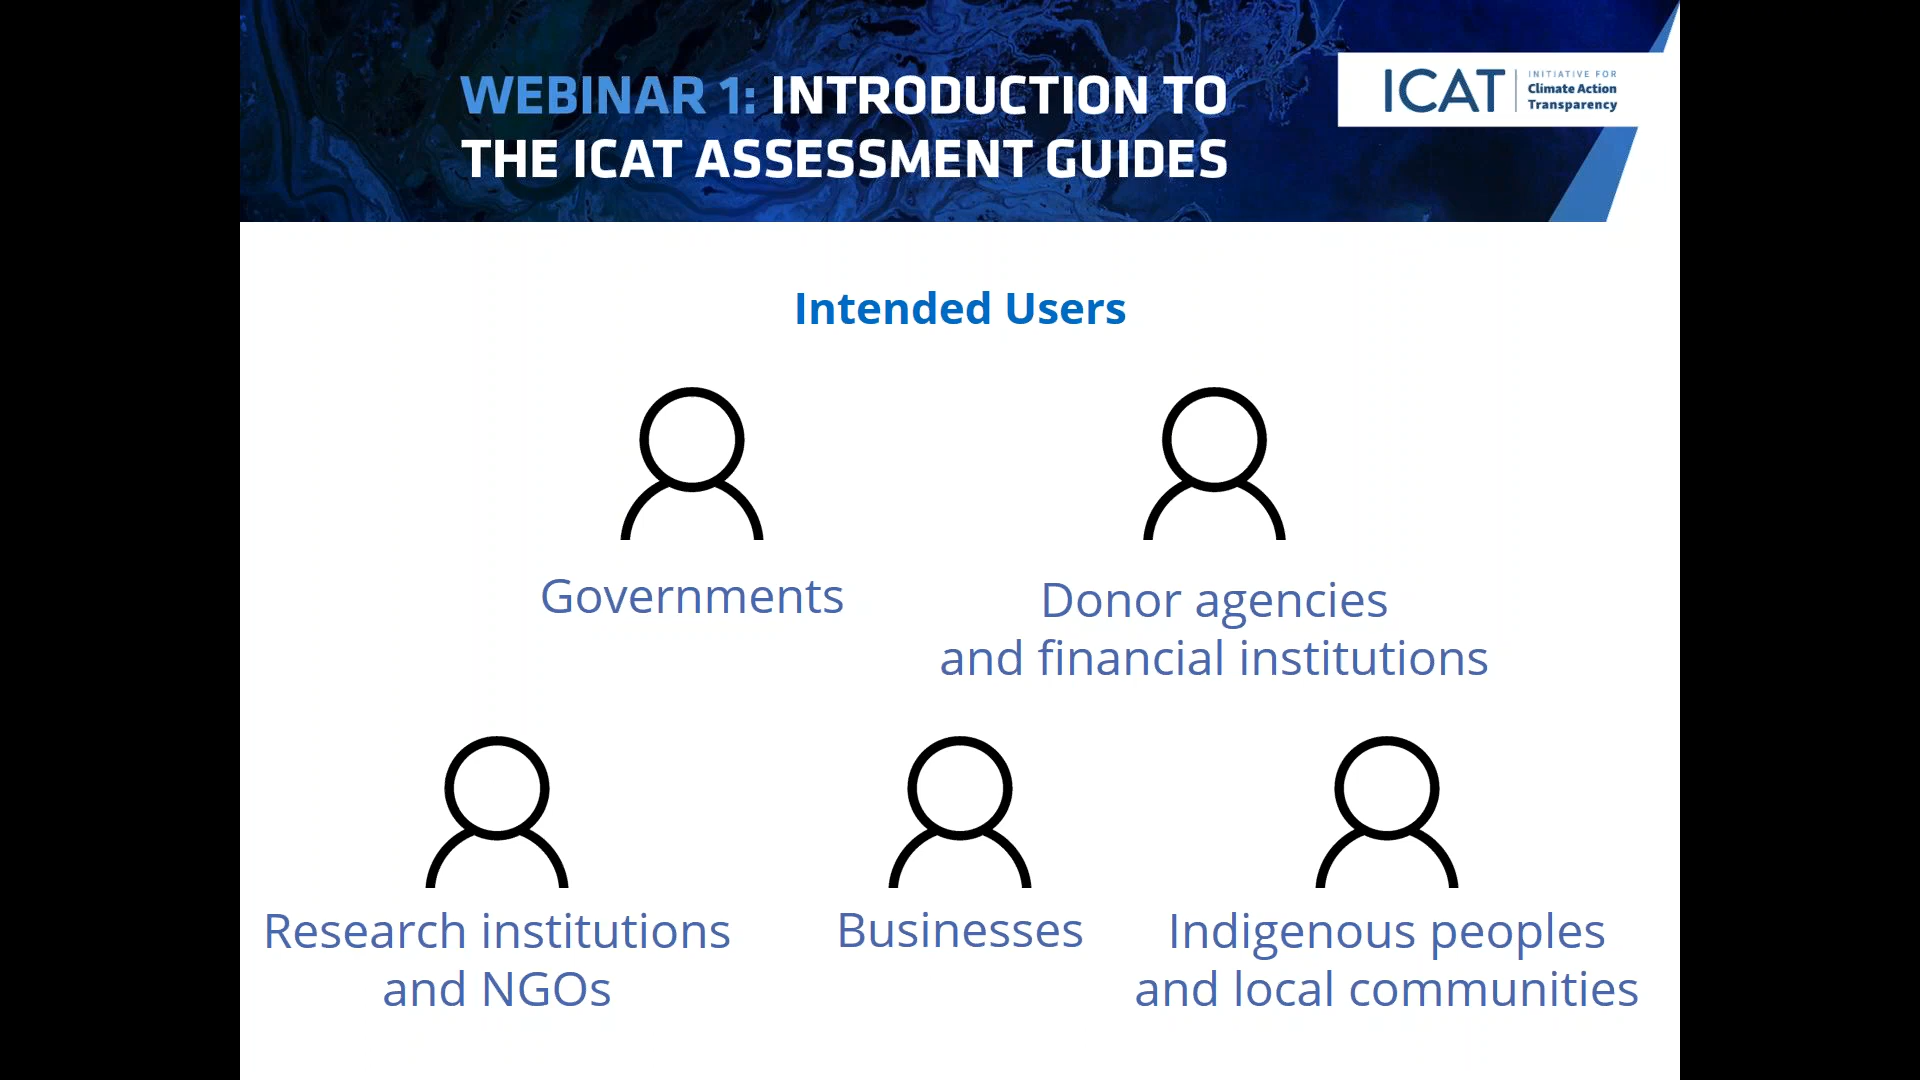 WEBINAR 1: INTRODUCTION TO
THE ICAT ASSESSMENT GUIDES
ICAT
INITIATIVE FOR
Climate Action
Transparency
Intended Users
Governments
Donor agencies
and financial institutions
Research institutions
and NGOs
Businesses
Indigenous peoples
and local communities